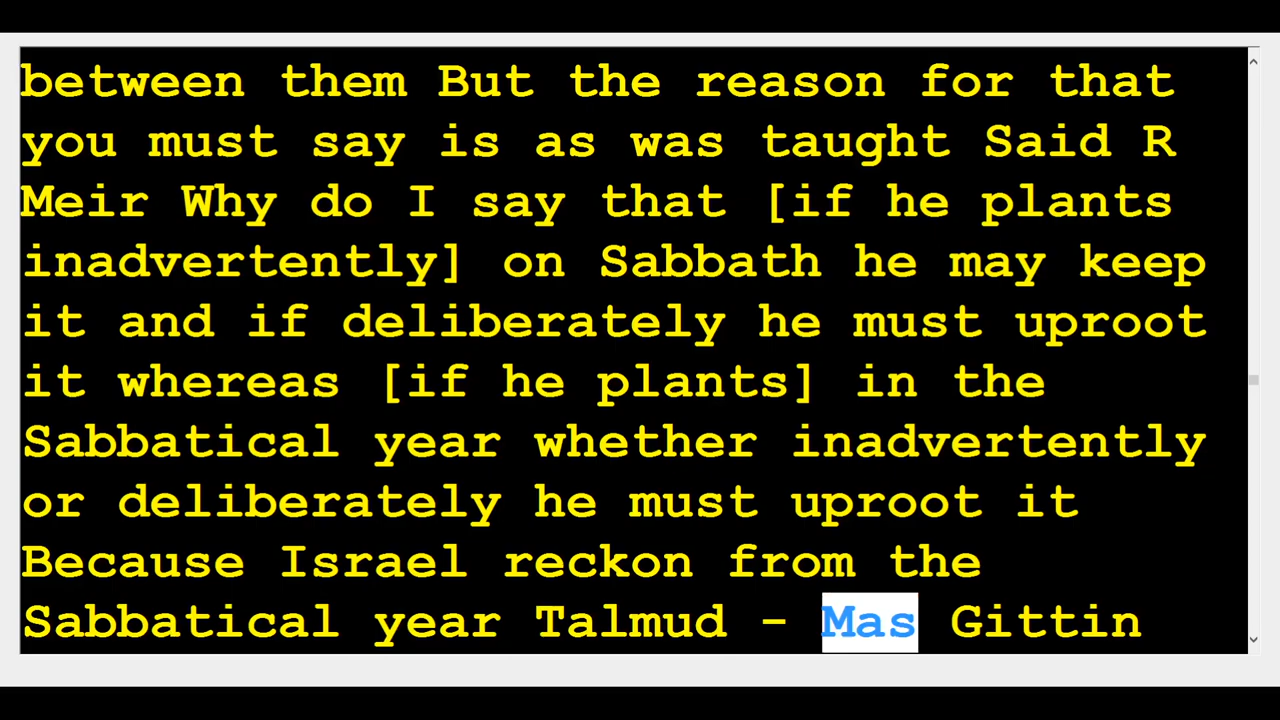 between them But the reason for that
you must say is as was taught Said R
Meir Why do I say that [if he plants
inadvertently] on Sabbath he may keep
it and if deliberately he must uproot
it whereas [if he plants] in the
Sabbatical year whether inadvertently
or deliberately he must uproot it
Because Israel reckon from the
Sabbatical year Talmud - Mas Gittin